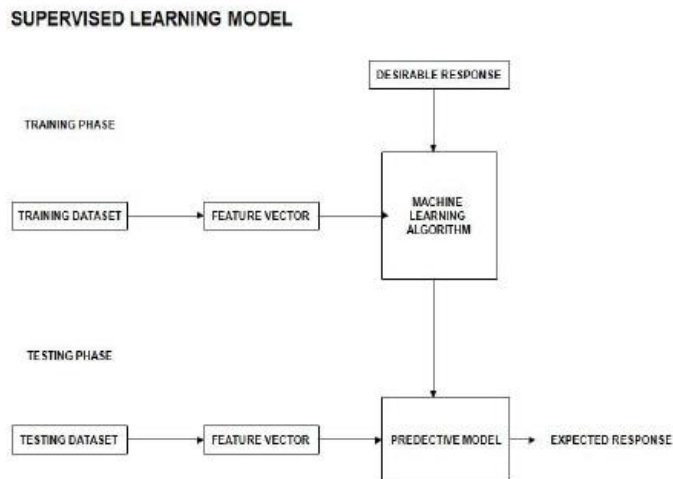 SUPERVISED LEARNING MODEL
DESIRABLE RESPONSE
TRAINING PHASE
TRAINING DATASET
FEATURE VECTOR
MACHINE
LEARNING
ALGORITHM
TESTING PHASE
TESTING DATASET
FEATURE VECTOR
PREDECTIVE MODEL
EXPECTED RESPONSE